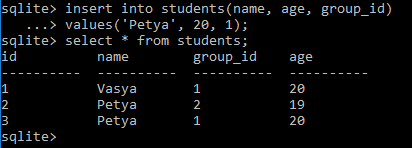 sqlite> insert into students(name, age, group_id)
   ...> values('Petya', 20, 1);
sqlite> select * from students;
id          name        group_id    age
----------  ----------  ----------  ----------
1           Vasya       1           20
2           Petya       2           19
3           Petya       1           20
sqlite>